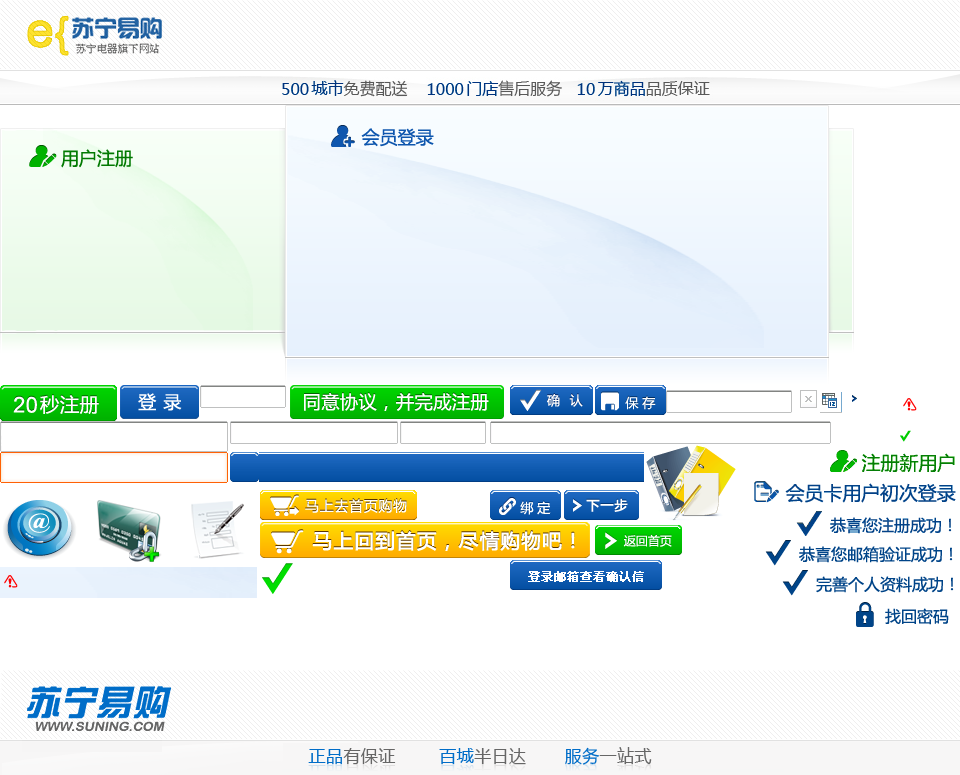 e{ 苏宁易购
苏宁电器旗下网站
500城市免费配送 1000门店售后服务 10万商品品质保证
会员登录
用户注册
20秒注册 登 录 同意协议，并完成注册 确 认 保 存
注册新用户
会员卡用户初次登录
马上去首页购物 绑 定 下一步
恭喜您注册成功！
马上回到首页，尽情购物吧！ 返回首页
恭喜您邮箱验证成功！
登录邮箱查看确认信
完善个人资料成功！
找回密码
苏宁易购
WWW.SUNING.COM
正品有保证 百城半日达 服务一站式